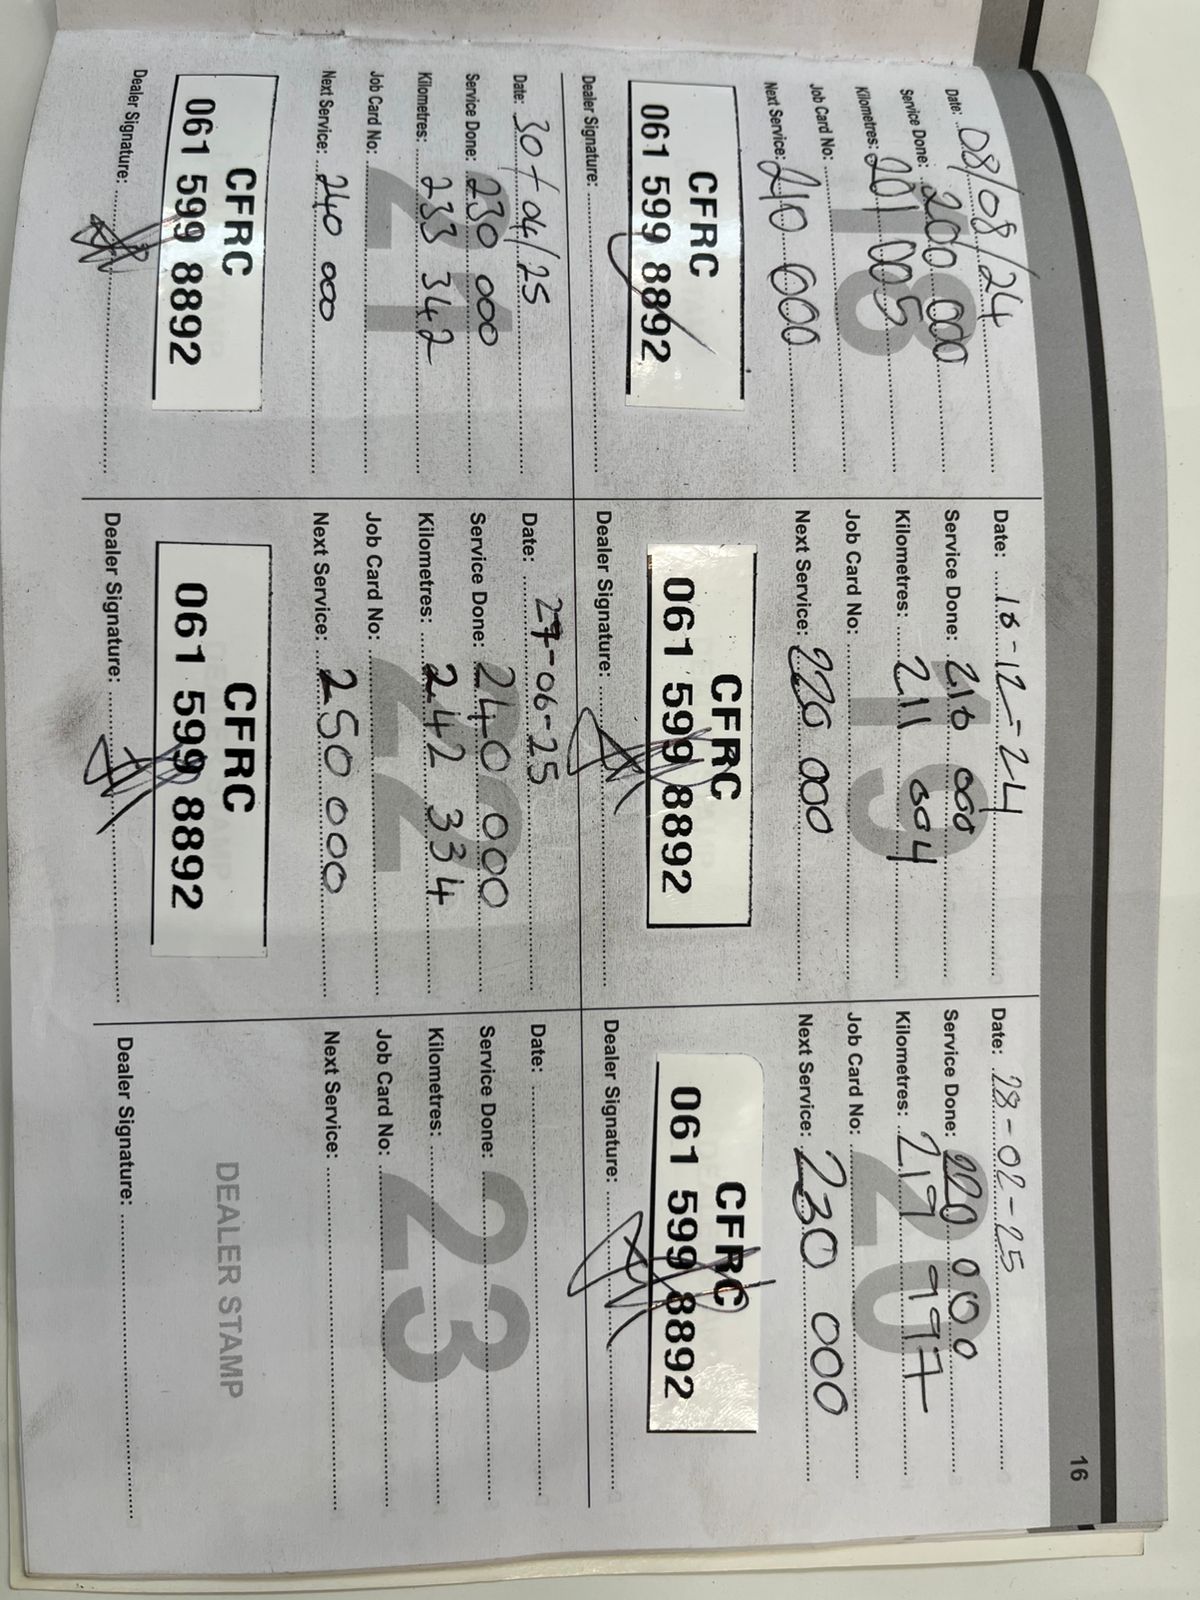 16
Date: 08/08/24
Service Done: 200 000
Kilometres: 201 005
Job Card No:
Next Service: 210 000
18
CFRC
061 599 8892
Dealer Signature:
Date: 10-12-24
Service Done: 210 000
Kilometres: 211 004
Job Card No:
Next Service: 220 000
19
CFRC
061 599 8892
Dealer Signature:
Date: 28-02-25
Service Done: 220 000
Kilometres: 219 997
Job Card No:
Next Service: 230 000
20
CFRC
061 599 8892
Dealer Signature:
Date: 30/04/25
Service Done: 230 000
Kilometres: 233 342
Job Card No:
Next Service: 240 000
21
CFRC
061 599 8892
Dealer Signature:
Date: 27-06-25
Service Done: 240 000
Kilometres: 242 334
Job Card No:
Next Service: 250 000
22
CFRC
061 599 8892
Dealer Signature:
Date:
Service Done:
Kilometres:
Job Card No:
Next Service:
23
DEALER STAMP
Dealer Signature: